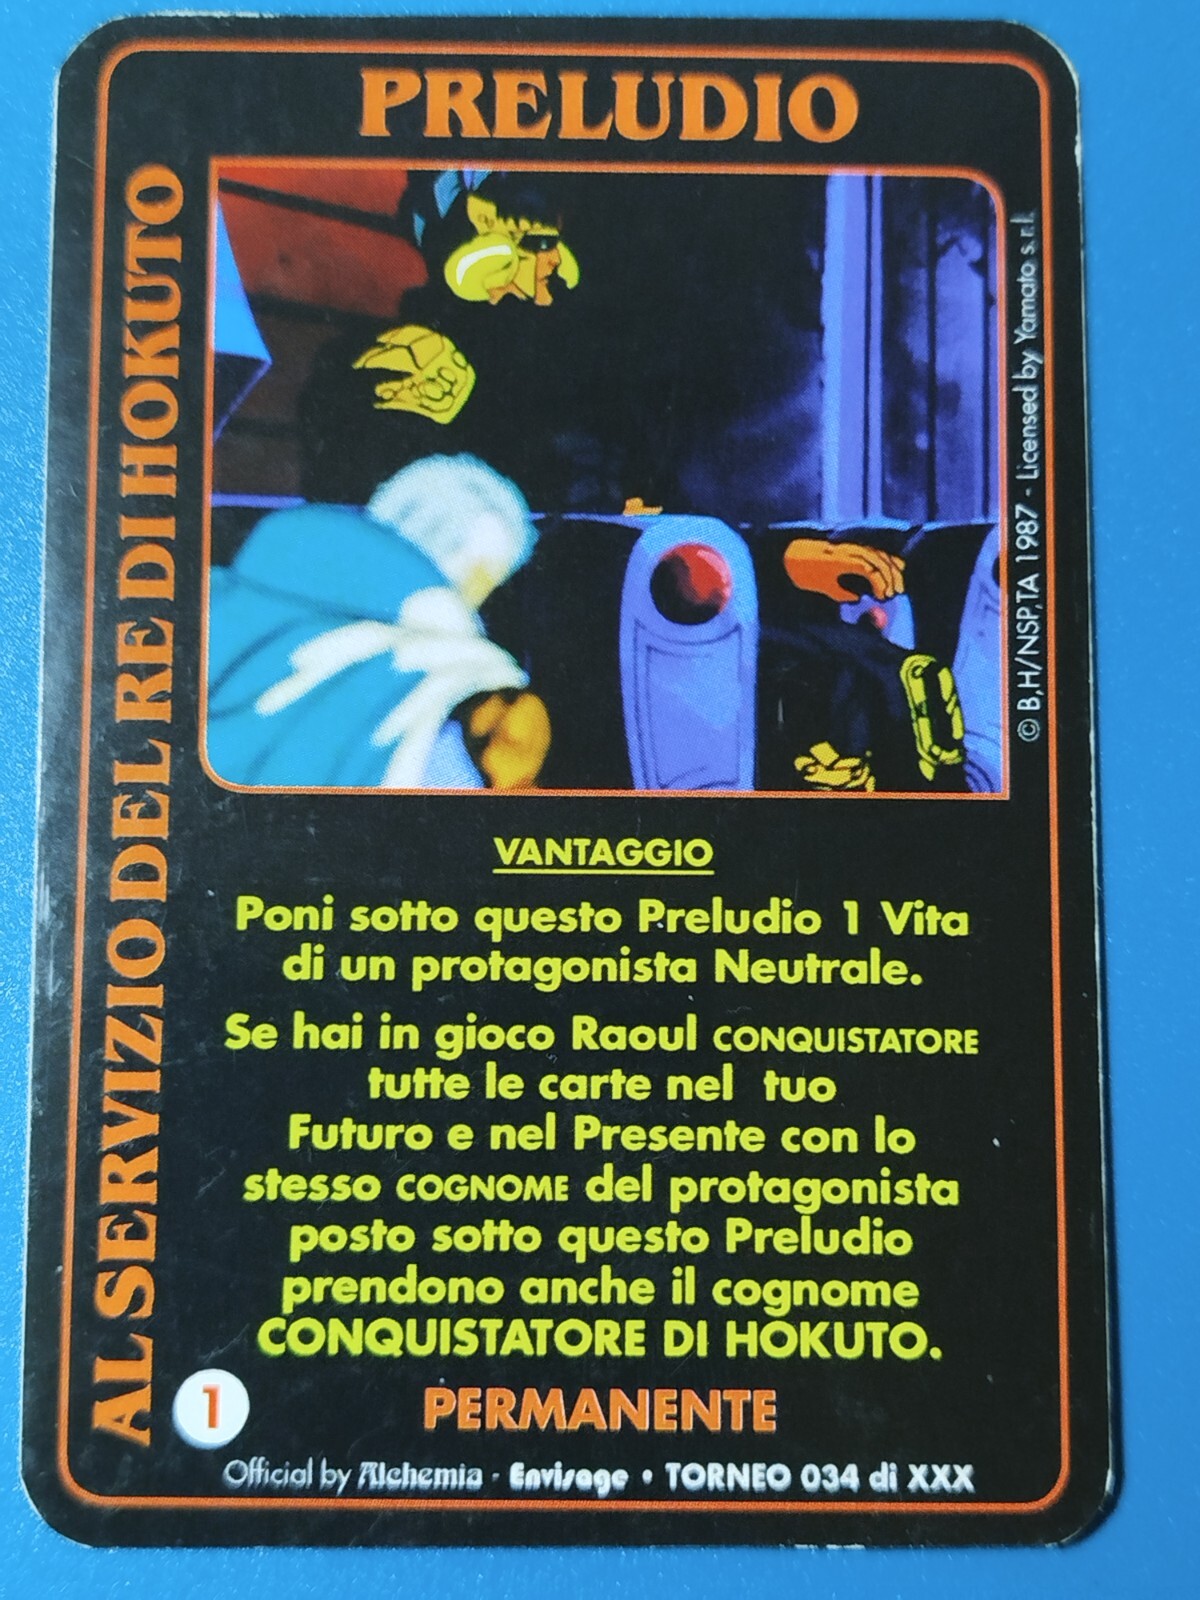 PRELUDIO
AL SERVIZIO DEL RE DI HOKUTO
© B,H/NSP,TA 1987 - Licensed by Yamato s.r.l.
VANTAGGIO
Poni sotto questo Preludio 1 Vita
di un protagonista Neutrale.
Se hai in gioco Raoul CONQUISTATORE
tutte le carte nel tuo
Futuro e nel Presente con lo
stesso COGNOME del protagonista
posto sotto questo Preludio
prendono anche il cognome
CONQUISTATORE DI HOKUTO.
1
PERMANENTE
Official by Alchemia - Envisage • TORNEO 034 di XXX